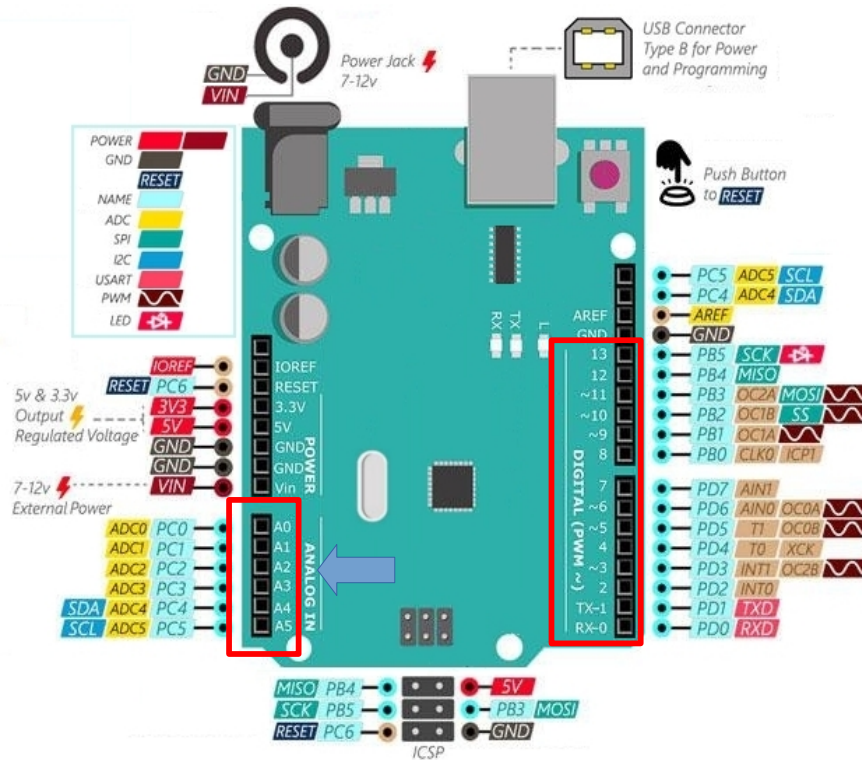 USB Connector
Type B for Power
and Programming
Power Jack
7-12v
GND
VIN
POWER
GND
RESET
NAME
ADC
SPI
I2C
USART
PWM
LED
Push Button
to RESET
RX
TX
L
AREF
GND
13
12
~11
~10
~9
8
7
~6
~5
4
~3
2
TX-1
RX-0
DIGITAL (PWM ~)
PC5 ADC5 SCL
PC4 ADC4 SDA
AREF
GND
PB5 SCK
PB4 MISO
PB3 OC2A MOSI
PB2 OC1B SS
PB1 OC1A
PB0 CLK0 ICP1
PD7 AIN1
PD6 AIN0 OC0A
PD5 T1 OC0B
PD4 T0 XCK
PD3 INT1 OC2B
PD2 INT0
PD1 TXD
PD0 RXD
5v & 3.3v
Output
Regulated Voltage
7-12v
External Power
IOREF
RESET PC6
3V3
5V
GND
GND
VIN
IOREF
RESET
3.3V
5V
GND
GND
Vin
POWER
ADC0 PC0
ADC1 PC1
ADC2 PC2
ADC3 PC3
SDA ADC4 PC4
SCL ADC5 PC5
A0
A1
A2
A3
A4
A5
ANALOG IN
MISO PB4
SCK PB5
RESET PC6
5V
PB3 MOSI
GND
ICSP